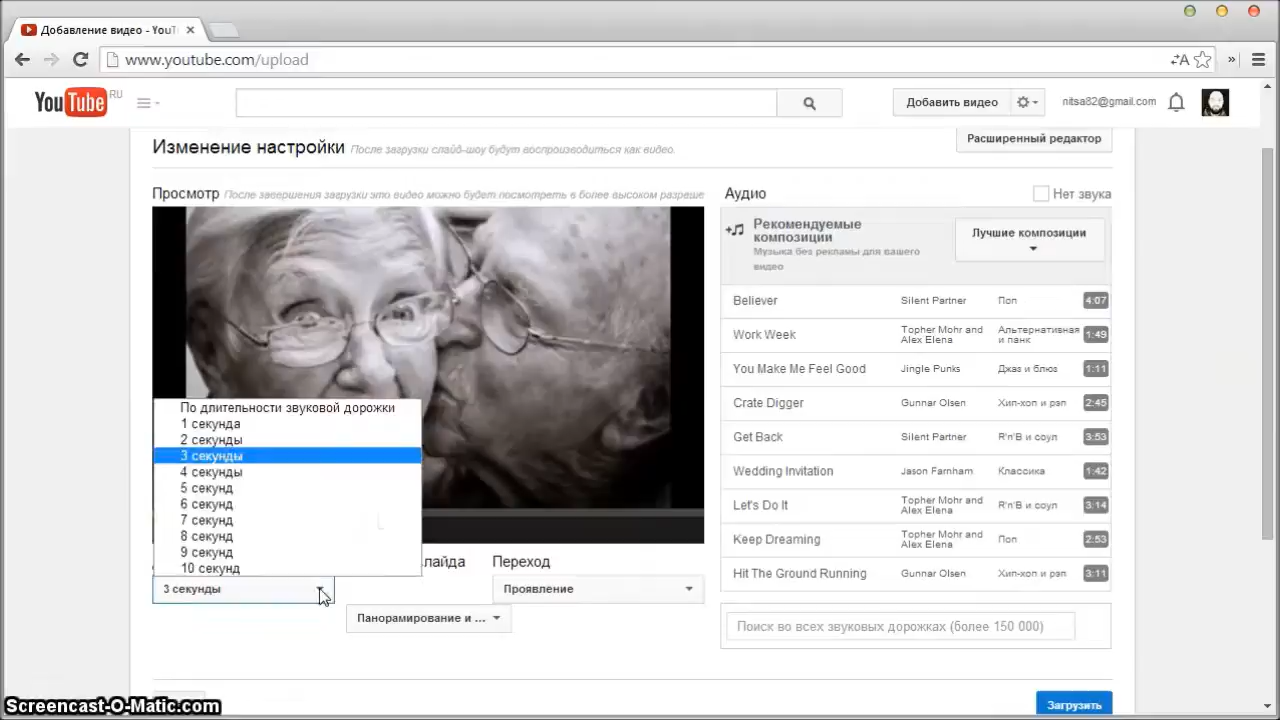 Добавление видео - YouT
www.youtube.com/upload
YouTube RU
Добавить видео
nitsa82@gmail.com
Изменение настройки
После загрузки слайд-шоу будут воспроизводиться как видео.
Расширенный редактор
Просмотр
После завершения загрузки это видео можно будет посмотреть в более высоком разреше
Аудио
Нет звука
Рекомендуемые
композиции
Музыка без рекламы для вашего
видео
Лучшие композиции
Believer Silent Partner Поп 4:07
Work Week Topher Mohr and Alex Elena Альтернативная и панк 1:49
You Make Me Feel Good Jingle Punks Джаз и блюз 1:11
Crate Digger Gunnar Olsen Хип-хоп и рэп 2:45
Get Back Silent Partner R'n'B и соул 3:53
Wedding Invitation Jason Farnham Классика 1:42
Let's Do It Topher Mohr and Alex Elena R'n'B и соул 3:14
Keep Dreaming Topher Mohr and Alex Elena Поп 2:53
Hit The Ground Running Gunnar Olsen Хип-хоп и рэп 3:11
По длительности звуковой дорожки
1 секунда
2 секунды
3 секунды
4 секунды
5 секунд
6 секунд
7 секунд
8 секунд
9 секунд
10 секунд
лайда
Переход
3 секунды
Проявление
Панорамирование и ...
Поиск во всех звуковых дорожках (более 150 000)
Загрузить
Screencast-O-Matic.com